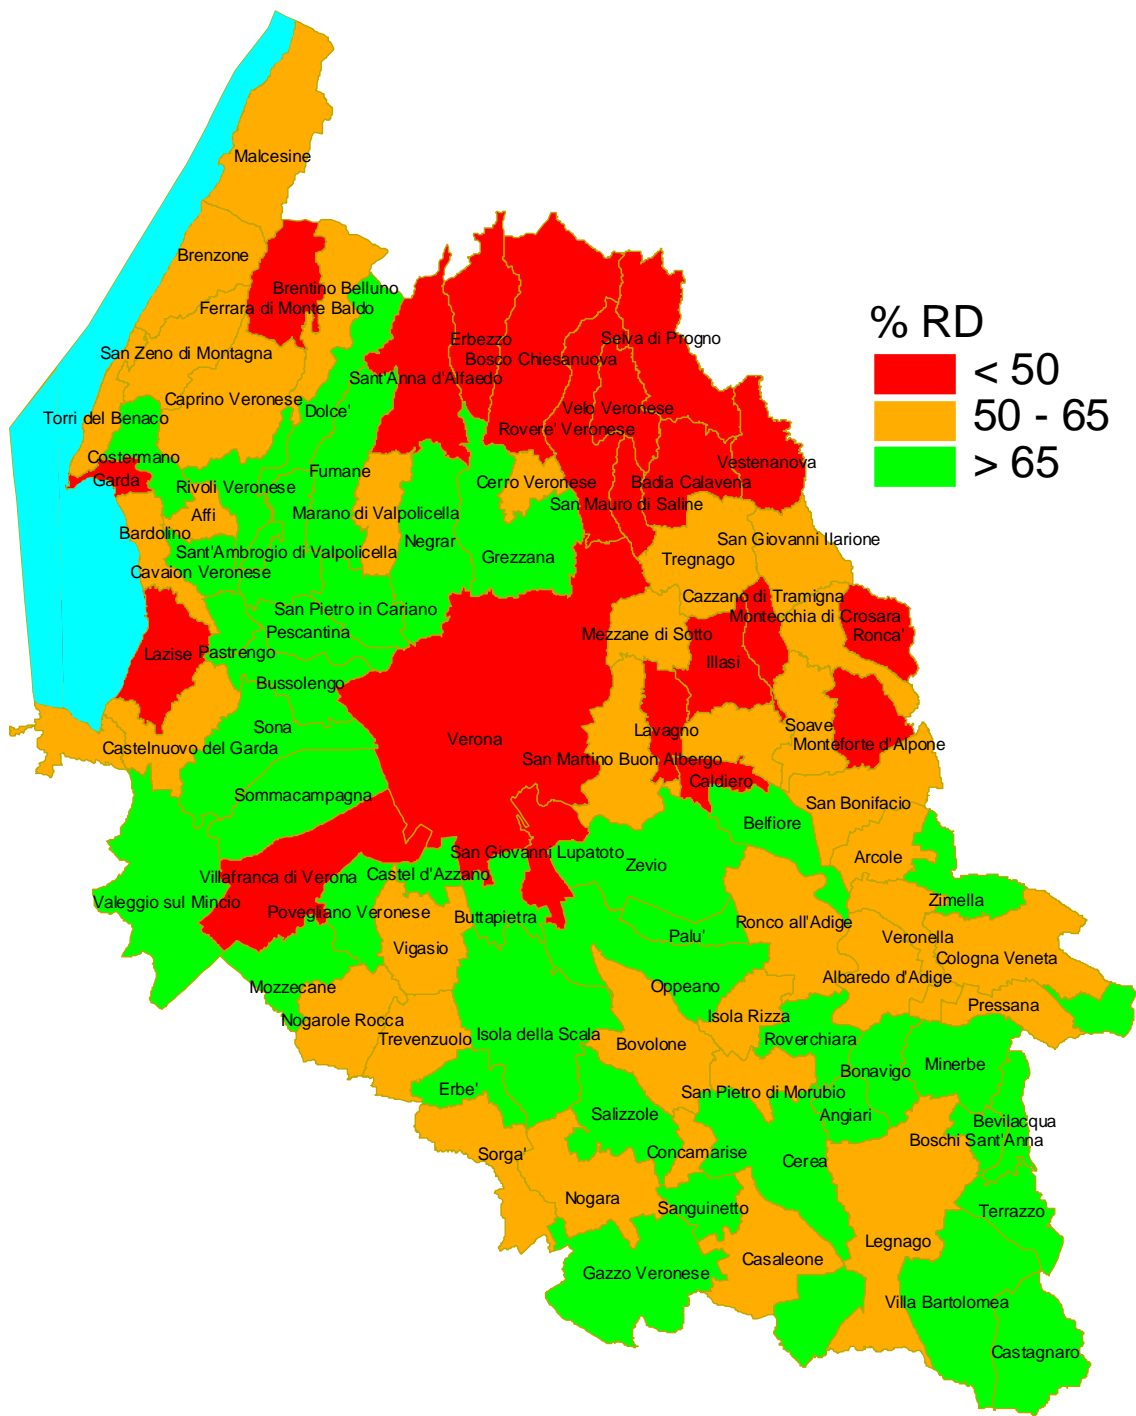 Malcesine
Brenzone
Brentino Belluno
Ferrara di Monte Baldo
% RD
< 50
50 - 65
> 65
Erbezzo
Selva di Progno
San Zeno di Montagna
Bosco Chiesanuova
Sant'Anna d'Alfaedo
Caprino Veronese
Dolce'
Velo Veronese
Torri del Benaco
Rovere' Veronese
Costermano
Vestenanova
Fumane
Garda
Rivoli Veronese
Cerro Veronese
Badia Calavena
San Mauro di Saline
Affi
Marano di Valpolicella
Bardolino
Negrar
San Giovanni Ilarione
Sant'Ambrogio di Valpolicella
Grezzana
Tregnago
Cavaion Veronese
Cazzano di Tramigna
San Pietro in Cariano
Montecchia di Crosara
Pescantina
Mezzane di Sotto
Ronca'
Lazise
Pastrengo
Illasi
Bussolengo
Sona
Verona
Lavagno
Soave
Castelnuovo del Garda
Monteforte d'Alpone
San Martino Buon Albergo
Caldiero
Sommacampagna
San Bonifacio
Belfiore
San Giovanni Lupatoto
Zevio
Arcole
Villafranca di Verona
Castel d'Azzano
Valeggio sul Mincio
Zimella
Povegliano Veronese
Buttapietra
Ronco all'Adige
Palu'
Veronella
Vigasio
Cologna Veneta
Albaredo d'Adige
Mozzecane
Oppeano
Pressana
Nogarole Rocca
Isola Rizza
Trevenzuolo
Isola della Scala
Roverchiara
Bovolone
Minerbe
Bonavigo
Erbe'
San Pietro di Morubio
Salizzole
Angiari
Bevilacqua
Boschi Sant'Anna
Sorga'
Concamarise
Cerea
Nogara
Sanguinetto
Terrazzo
Legnago
Casaleone
Gazzo Veronese
Villa Bartolomea
Castagnaro